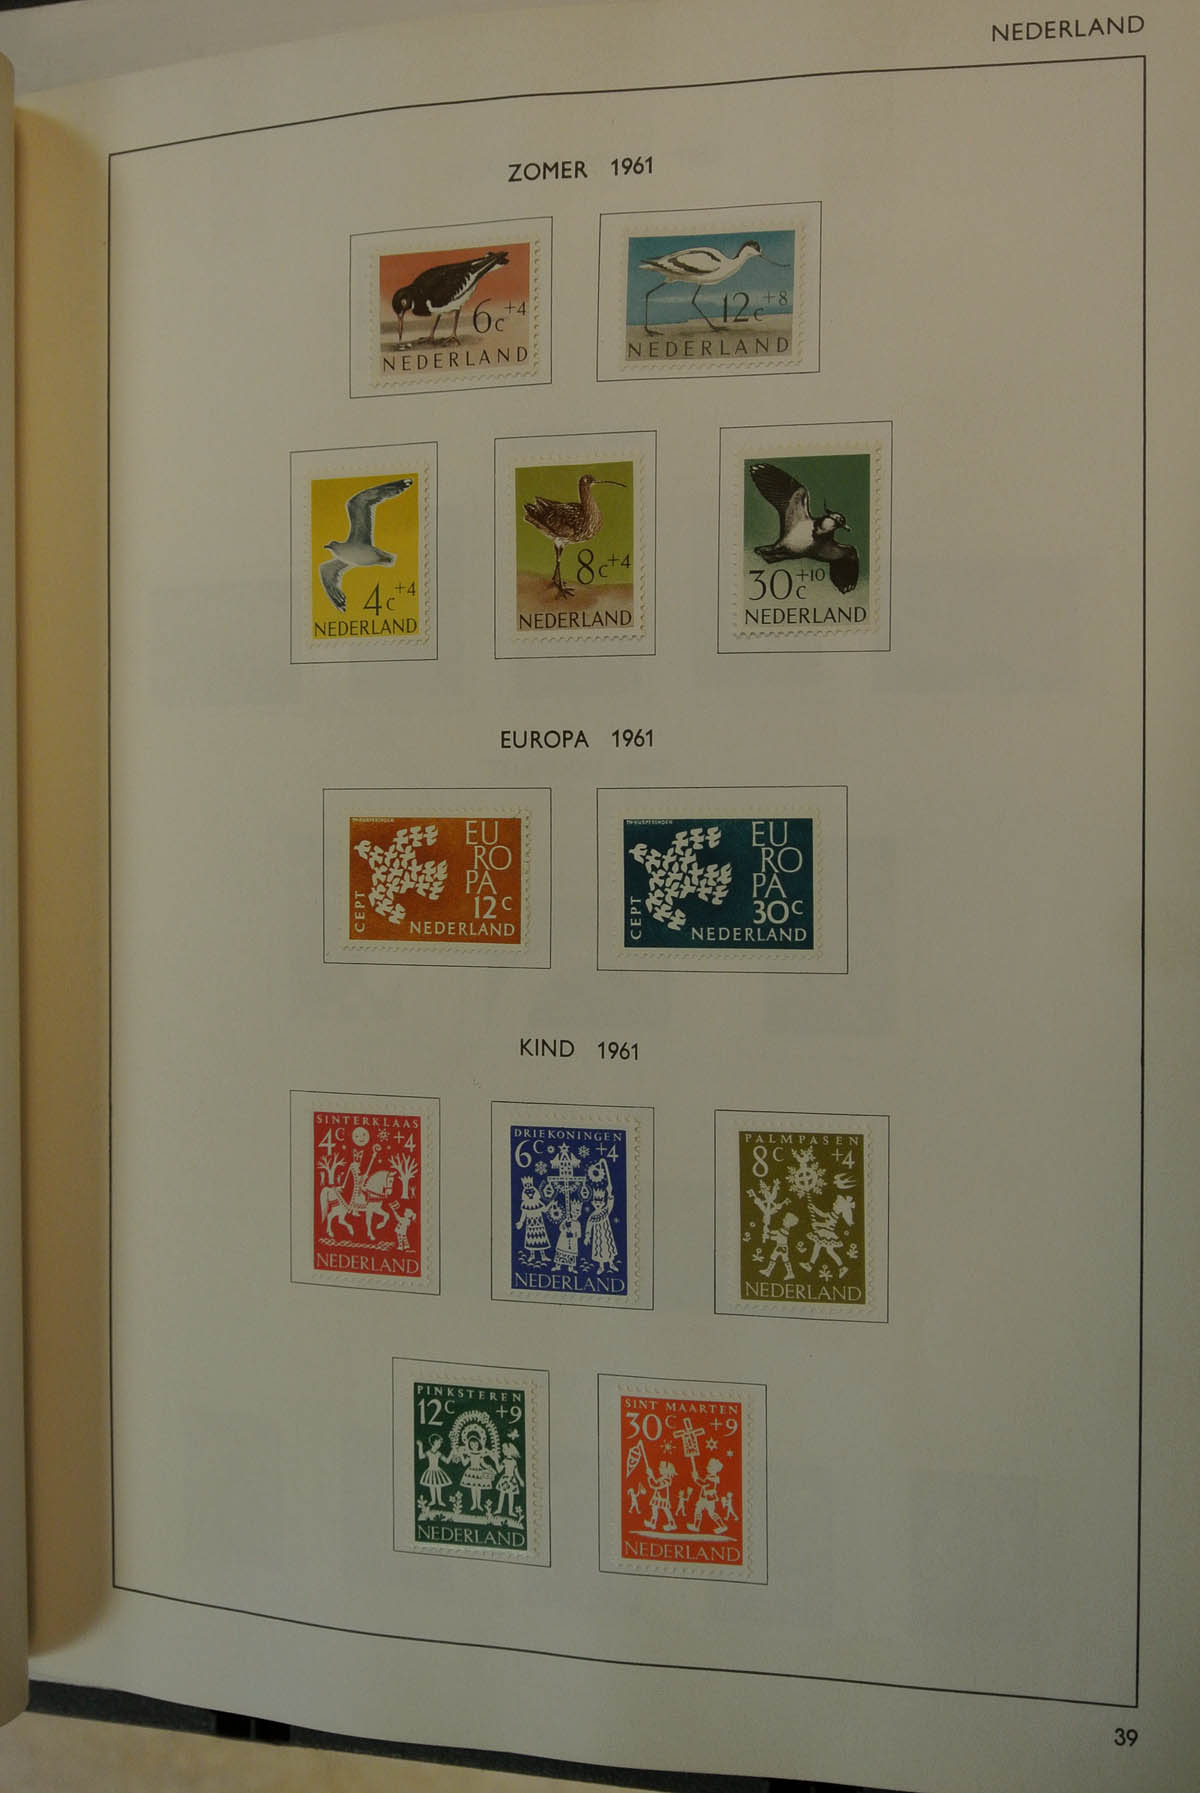 NEDERLAND
ZOMER 1961
6c+4
NEDERLAND
12c+8
NEDERLAND
4c+4
NEDERLAND
8c+4
NEDERLAND
30c+10
NEDERLAND
EUROPA 1961
EU
RO
PA
12c
CEPT
NEDERLAND
EU
RO
PA
30c
CEPT
NEDERLAND
KIND 1961
SINTERKLAAS
4c +4
NEDERLAND
DRIEKONINGEN
6c +4
NEDERLAND
PALMPASEN
8c +4
NEDERLAND
PINKSTEREN
12c +9
NEDERLAND
SINT MAARTEN
30c +9
NEDERLAND
39